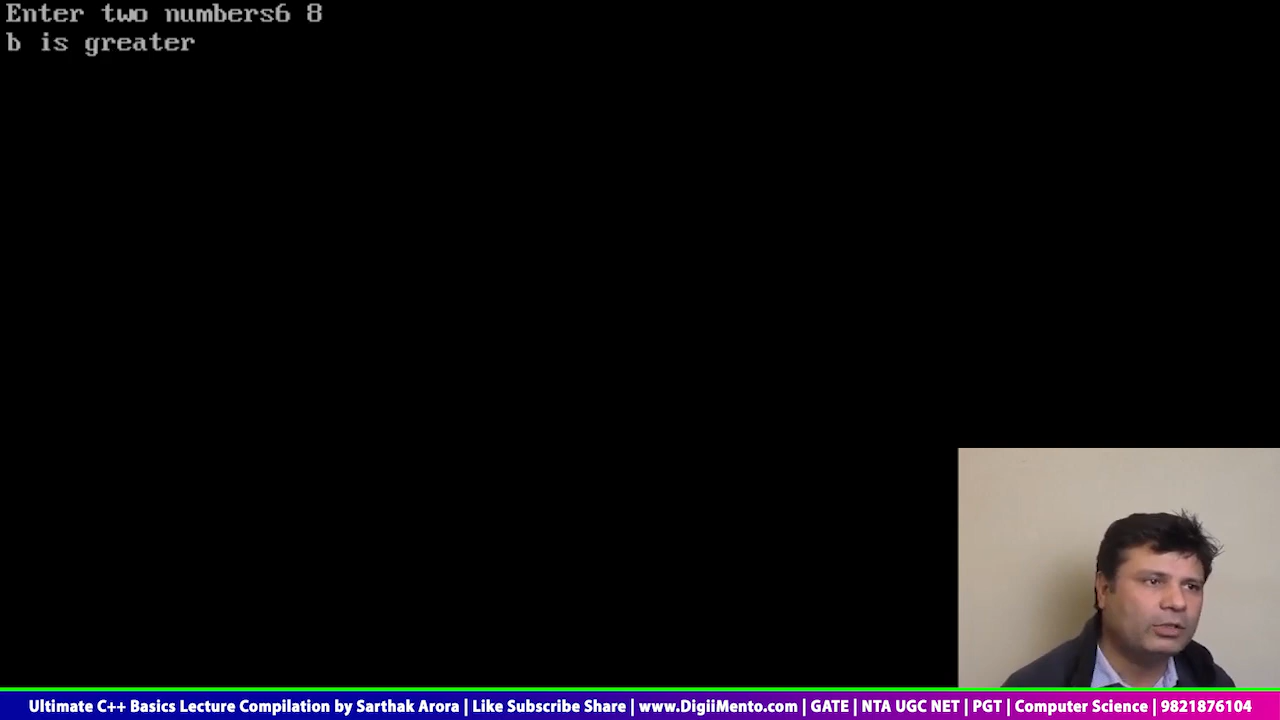 Enter two numbers6 8
b is greater
Ultimate C++ Basics Lecture Compilation by Sarthak Arora | Like Subscribe Share | www.DigiiMento.com | GATE | NTA UGC NET | PGT | Computer Science | 9821876104